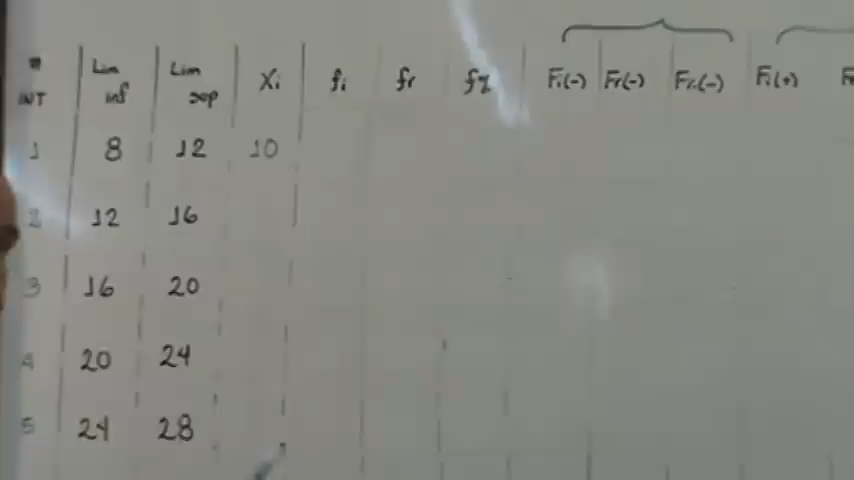 # INT Lim inf Lim sup Xi fi fr f% Fi(-) Fr(-) F%(-) Fi(+)
1 8 12 10
2 12 16
3 16 20
4 20 24
5 24 28